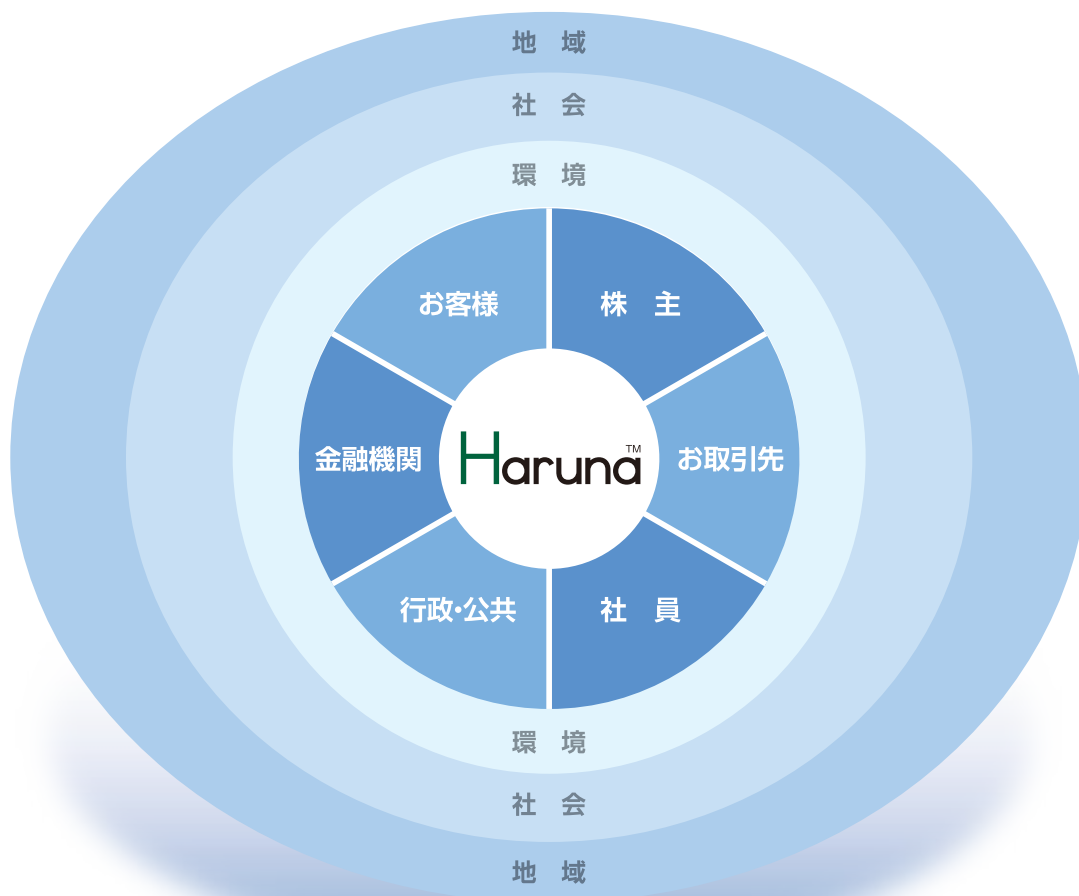 地 域
社 会
環 境
お客様
株 主
金融機関
Haruna™
お取引先
行政・公共
社 員
環 境
社 会
地 域